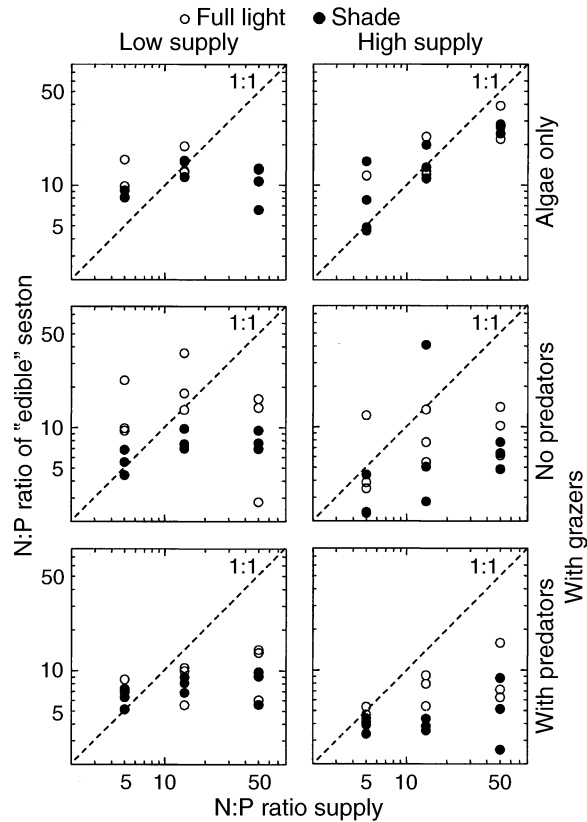 Full light Shade
Low supply High supply
1:1 1:1
50
10
5
Algae only
1:1 1:1
50
10
5
No predators
1:1 1:1
50
10
5
With predators
With grazers
N:P ratio of "edible" seston
5 10 50 5 10 50
N:P ratio supply